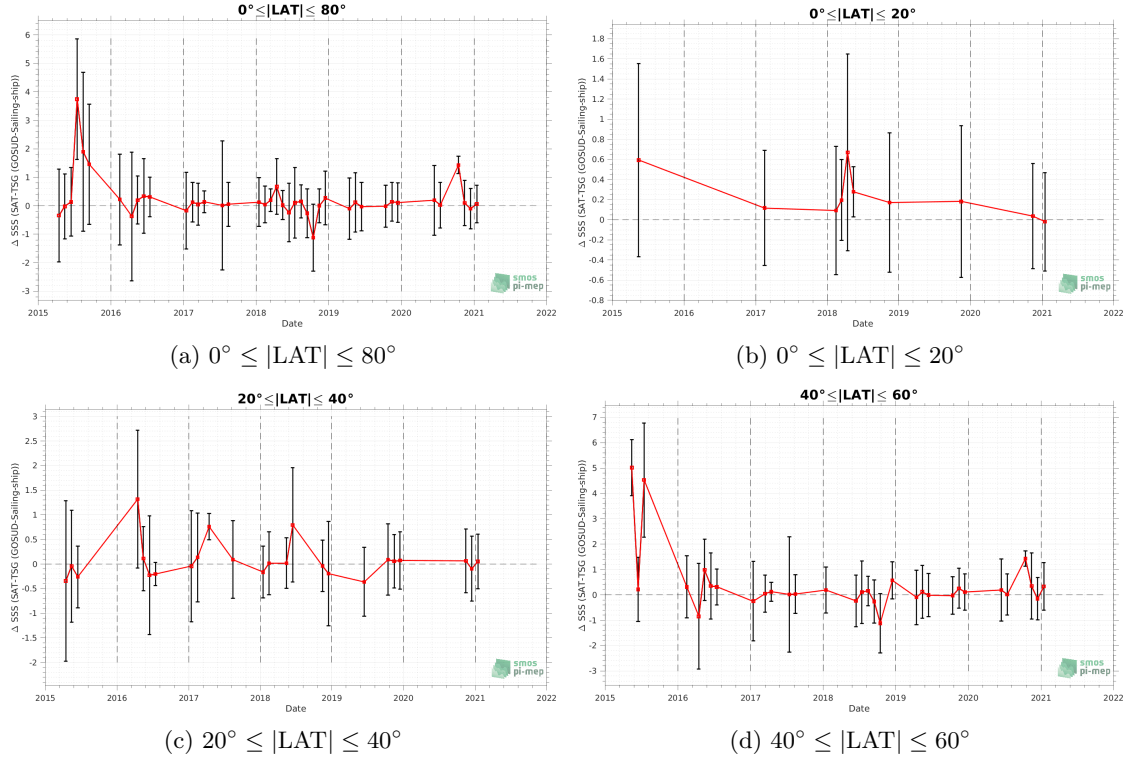 0°≤|LAT|≤ 80°
Δ SSS (SAT-TSG (GOSUD-Sailing-ship))
6
5
4
3
2
1
0
-1
-2
-3
2015 2016 2017 2018 2019 2020 2021 2022
Date
smos
pi-mep
(a) 0° ≤ |LAT| ≤ 80°
0°≤|LAT|≤ 20°
Δ SSS (SAT-TSG (GOSUD-Sailing-ship))
1.8
1.6
1.4
1.2
1
0.8
0.6
0.4
0.2
0
-0.2
-0.4
-0.6
-0.8
2015 2016 2017 2018 2019 2020 2021 2022
Date
smos
pi-mep
(b) 0° ≤ |LAT| ≤ 20°
20°≤|LAT|≤ 40°
Δ SSS (SAT-TSG (GOSUD-Sailing-ship))
3
2.5
2
1.5
1
0.5
0
-0.5
-1
-1.5
-2
2015 2016 2017 2018 2019 2020 2021 2022
Date
smos
pi-mep
(c) 20° ≤ |LAT| ≤ 40°
40°≤|LAT|≤ 60°
Δ SSS (SAT-TSG (GOSUD-Sailing-ship))
7
6
5
4
3
2
1
0
-1
-2
-3
2015 2016 2017 2018 2019 2020 2021 2022
Date
smos
pi-mep
(d) 40° ≤ |LAT| ≤ 60°